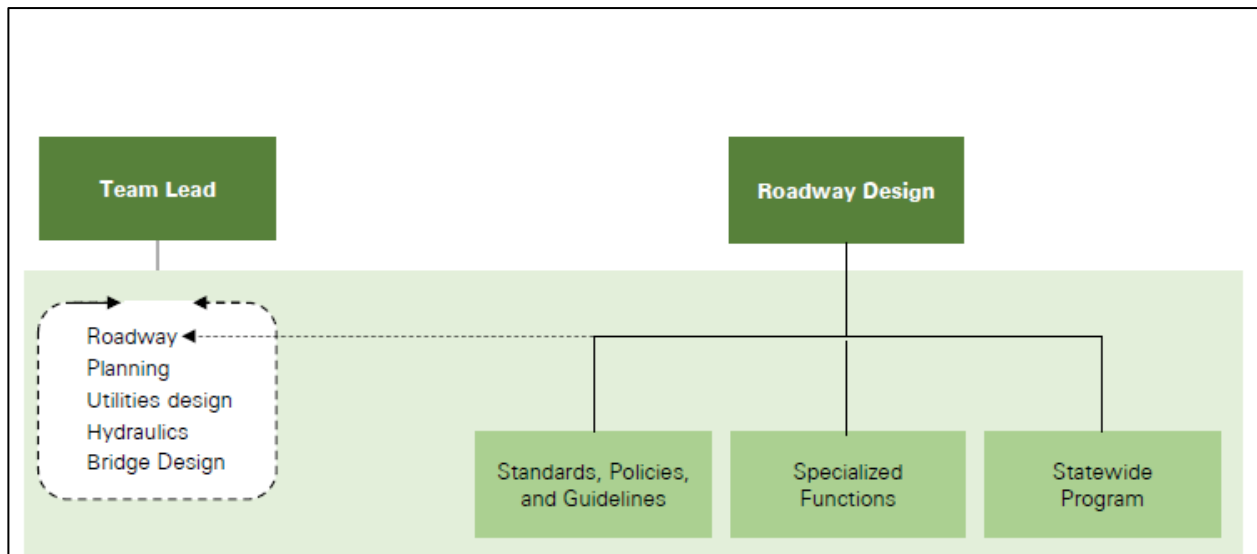 Team Lead
Roadway Design
Roadway
Planning
Utilities design
Hydraulics
Bridge Design
Standards, Policies,
and Guidelines
Specialized
Functions
Statewide
Program